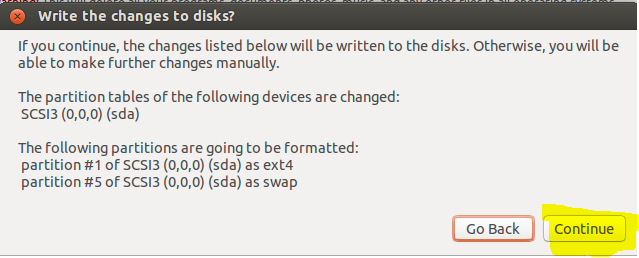 Write the changes to disks?
If you continue, the changes listed below will be written to the disks. Otherwise, you will be
able to make further changes manually.
The partition tables of the following devices are changed:
SCSI3 (0,0,0) (sda)
The following partitions are going to be formatted:
partition #1 of SCSI3 (0,0,0) (sda) as ext4
partition #5 of SCSI3 (0,0,0) (sda) as swap
Go Back
Continue